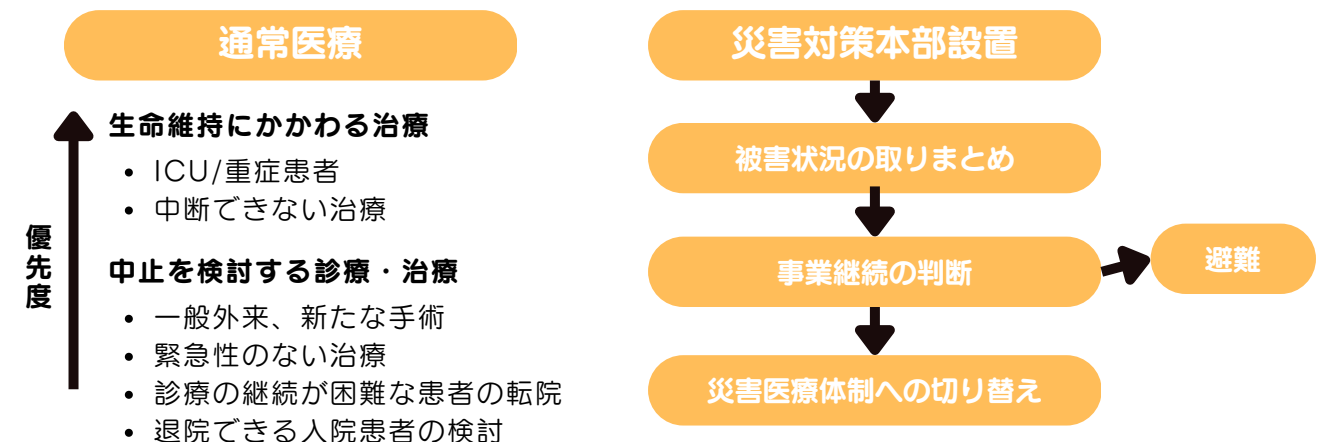 通常医療
優先度
生命維持にかかわる治療
• ICU/重症患者
• 中断できない治療
中止を検討する診療・治療
• 一般外来、新たな手術
• 緊急性のない治療
• 診療の継続が困難な患者の転院
• 退院できる入院患者の検討
災害対策本部設置
被害状況の取りまとめ
事業継続の判断
避難
災害医療体制への切り替え